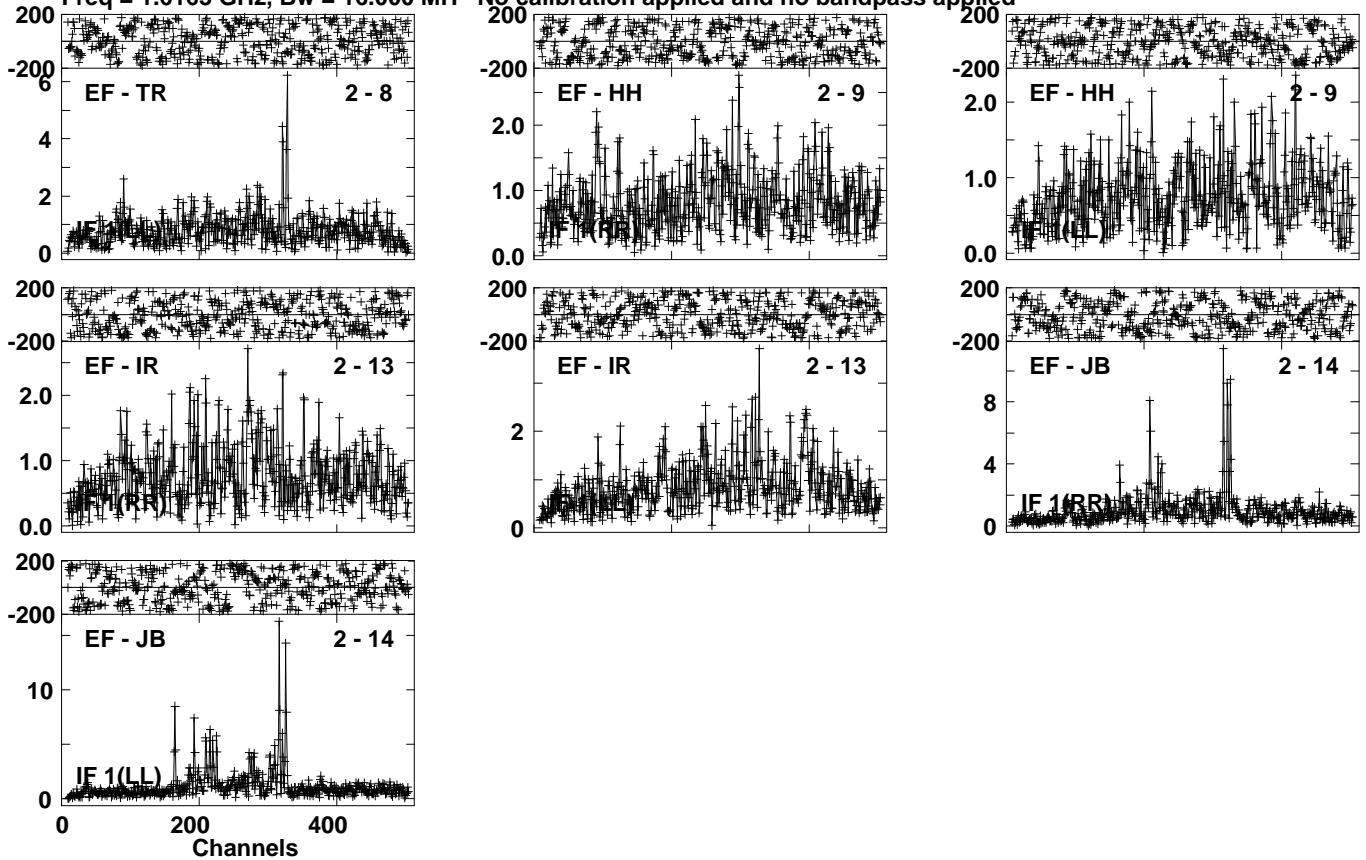 Freq = 1.6165 GHz, Bw = 16.000 MH No calibration applied and no bandpass applied
200
-200
EF - TR 2 - 8
6
4
2
0
IF 1(LL)
200
-200
EF - HH 2 - 9
2.0
1.0
0.0
IF 1(RR)
200
-200
EF - HH 2 - 9
2.0
1.0
0.0
IF 1(LL)
200
-200
EF - IR 2 - 13
2.0
1.0
0.0
IF 1(RR)
200
-200
EF - IR 2 - 13
2
0
IF 1(LL)
200
-200
EF - JB 2 - 14
8
4
0
IF 1(RR)
200
-200
EF - JB 2 - 14
10
0
IF 1(LL)
0 200 400
Channels